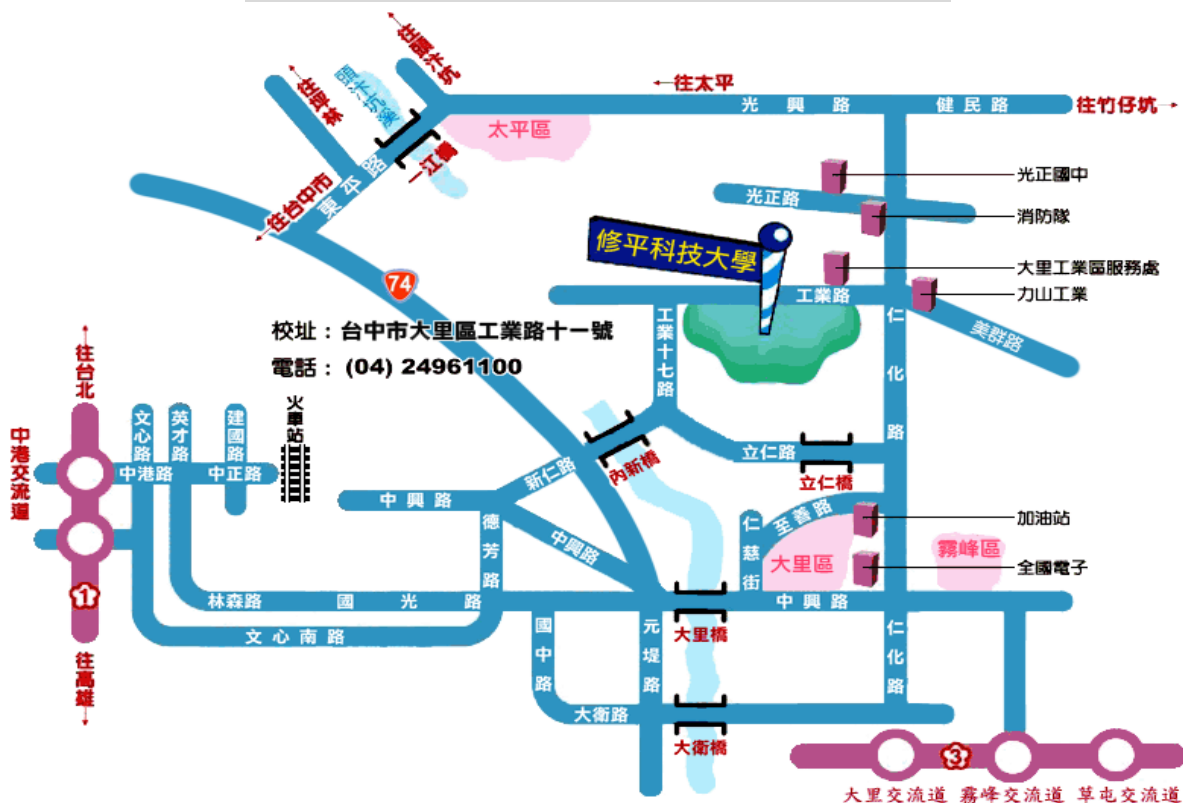 往頭汴坑
往車林
頭汴坑溪
往太平
光興路
健民路
往竹仔坑
太平區
一江橋
東平路
往台中市
光正國中
光正路
消防隊
修平科技大學
大里工業區服務處
工業路
力山工業
美群路
74
校址：台中市大里區工業路十一號
電話：(04) 24961100
工業十七路
仁化路
往台北
中港交流道
文心路
英才路
建國路
火車站
中港路
中正路
新仁路
內新橋
立仁路
立仁橋
中興路
德芳路
中興路
仁慈街
至善路
加油站
大里區
霧峰區
全國電子
1
林森路
國光路
中興路
文心南路
大里橋
國中路
元堤路
仁化路
往高雄
大衛路
大衛橋
3
大里交流道
霧峰交流道
草屯交流道